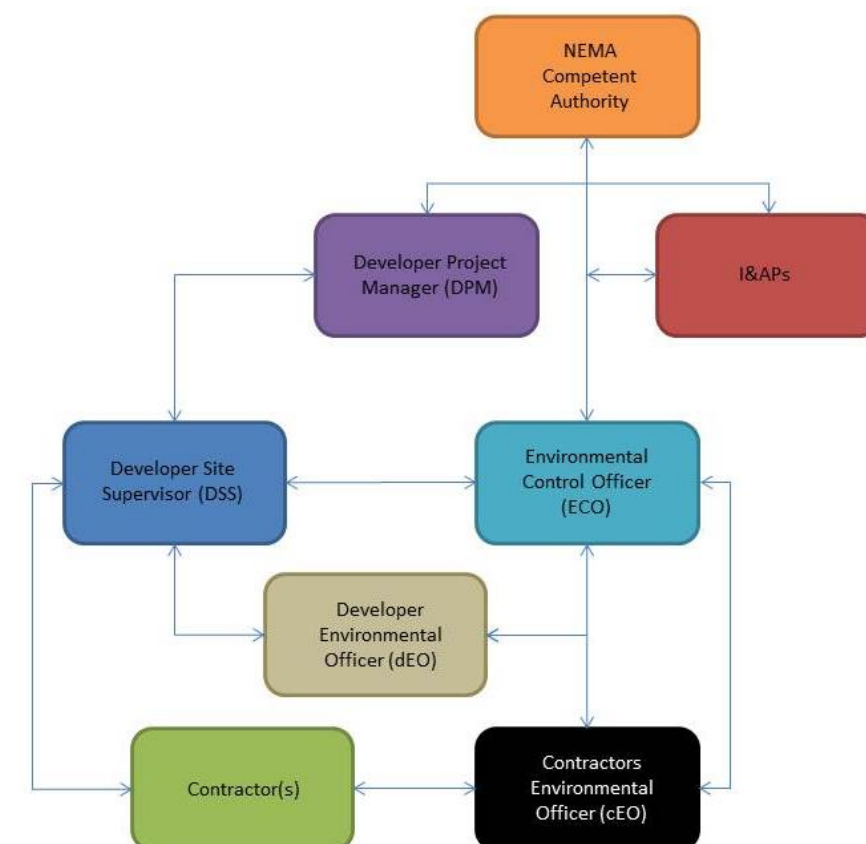 NEMA
Competent
Authority
Developer Project
Manager (DPM)
I&APs
Developer Site
Supervisor (DSS)
Environmental
Control Officer
(ECO)
Developer
Environmental
Officer (dEO)
Contractor(s)
Contractors
Environmental
Officer (cEO)